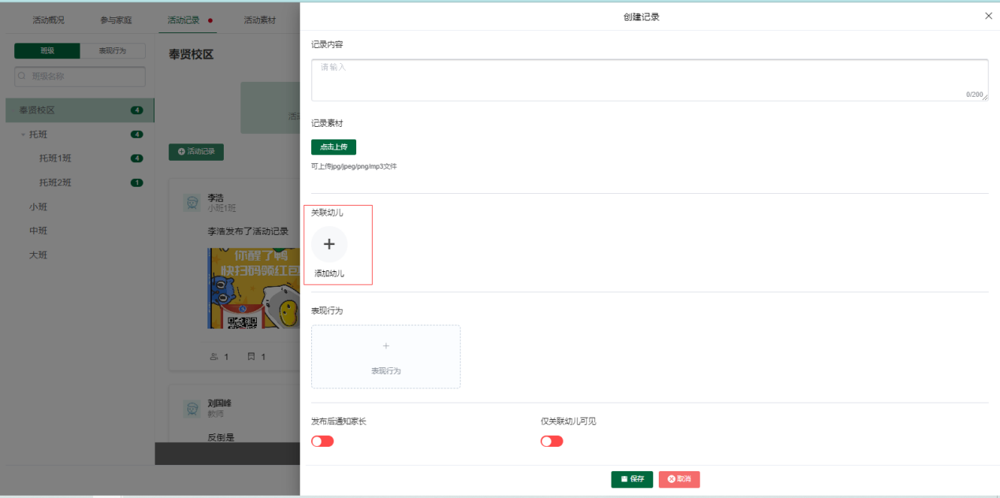 活动概况 参与家庭 活动记录 活动素材
创建记录
班级 表现行为
班级名称
奉贤校区 4
托班 4
托班1班 4
托班2班 1
小班
中班
大班
奉贤校区
活动记录
李浩
小班1班
李浩发布了活动记录
你醒了鸭
快扫码领红包
1 1
刘国峰
教师
反倒是
记录内容
请输入
0/200
记录素材
点击上传
可上传jpg/jpeg/png/mp3文件
关联幼儿
添加幼儿
表现行为
表现行为
发布后通知家长 仅关联幼儿可见
保存 取消